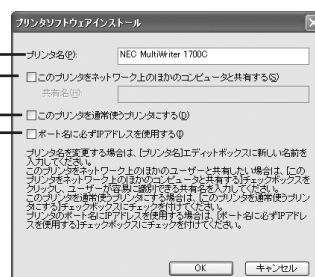 プリンタソフトウェアインストール
プリンタ名(P):
NEC MultiWriter 1700C
このプリンタをネットワーク上のほかのコンピュータと共有する(S)
共有名(H):
このプリンタを通常使うプリンタにする(D)
ポート名に必ずIPアドレスを使用する(I)
プリンタ名を変更する場合は、[プリンタ名]エディットボックスに新しい名前を
入力してください。
このプリンタをネットワーク上のほかのユーザーと共有したい場合は、[この
プリンタをネットワーク上のほかのコンピュータと共有する]チェックボックスを
クリックし、ユーザーが容易に識別できる共有名を入力してください。
このプリンタを通常使うプリンタにする場合は、[このプリンタを通常使うプリン
タにする]チェックボックスにチェックを付けてください。
プリンタのポート名にIPアドレスを使用する場合は、[ポート名に必ずIPアドレ
スを使用する]チェックボックスにチェックを付けてください。
OK
キャンセル